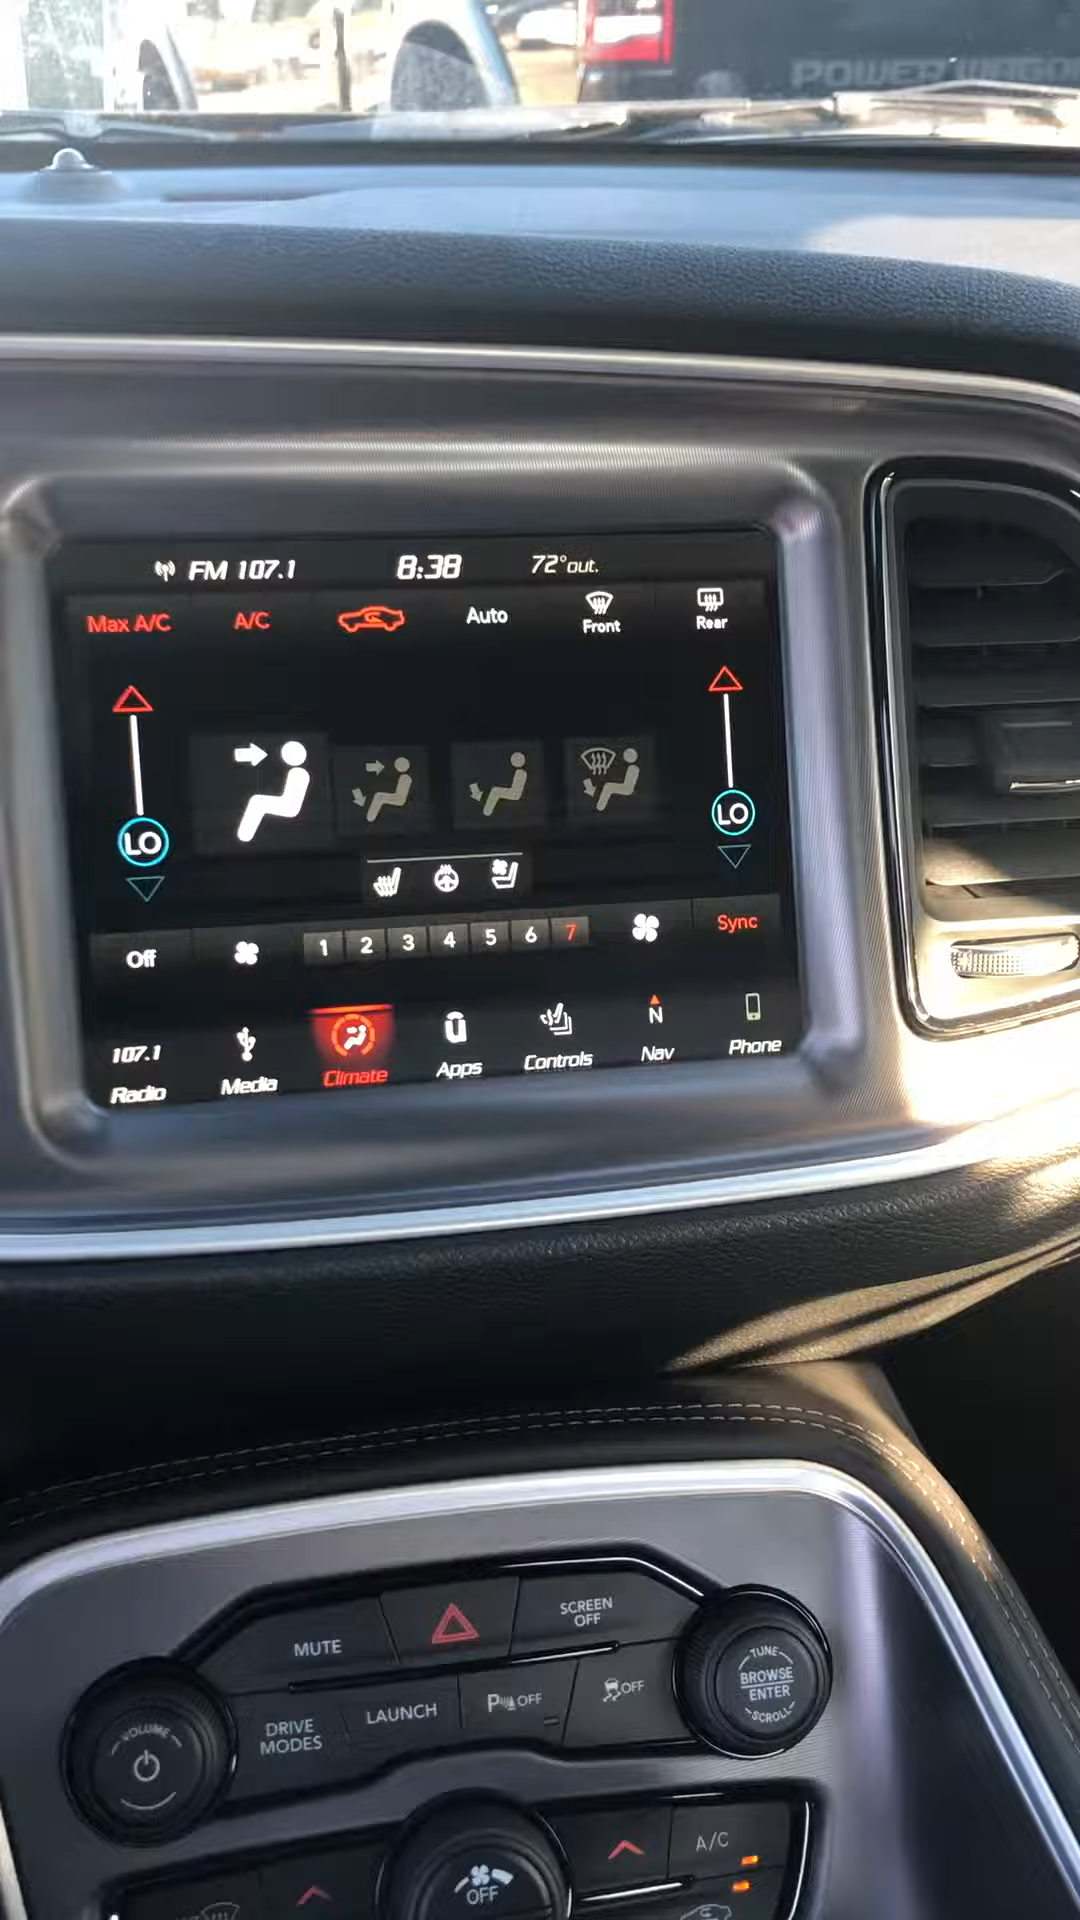 POWER WAGON
FM 107.1 8:38 72°out.
Max A/C A/C Auto Front Rear
LO LO
Off 1 2 3 4 5 6 7 Sync
107.1 N
Radio Media Climate Apps Controls Nav Phone
MUTE SCREEN OFF
DRIVE MODES LAUNCH P OFF OFF
VOLUME
TUNE
BROWSE
ENTER
SCROLL
OFF A/C